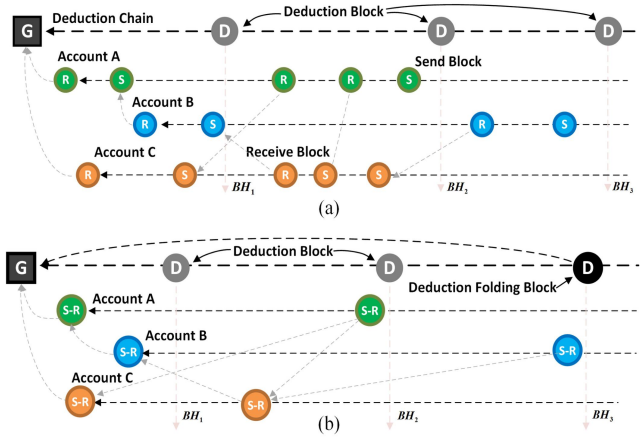 Deduction Chain Deduction Block
G D D D
Account A Send Block
R S R R S
Account B
R S R S
Account C Receive Block
R S R S S
BH1 BH2 BH3
(a)
G D Deduction Block D D
Deduction Folding Block
Account A
S-R S-R
Account B
S-R S-R
Account C
S-R S-R
BH1 BH2 BH3
(b)